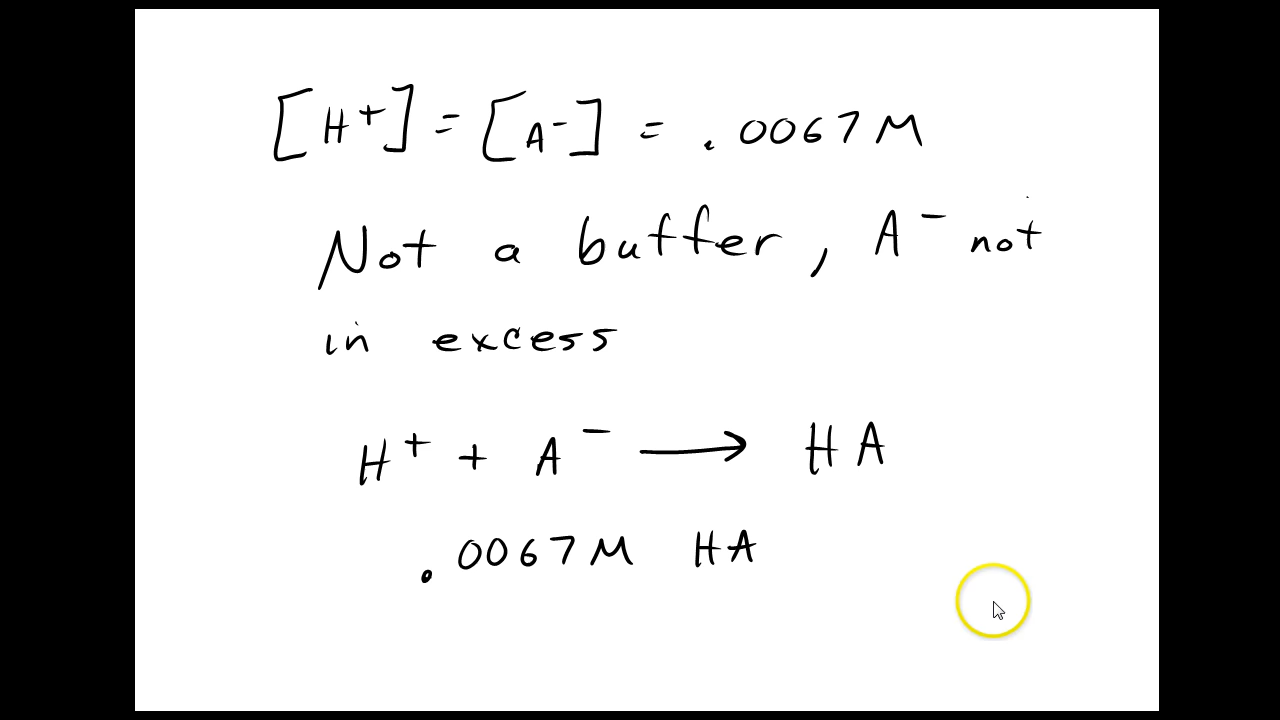 [H⁺] = [A⁻] = .0067 M
Not a buffer, A⁻ not
in excess
H⁺ + A⁻ → HA
.0067 M HA